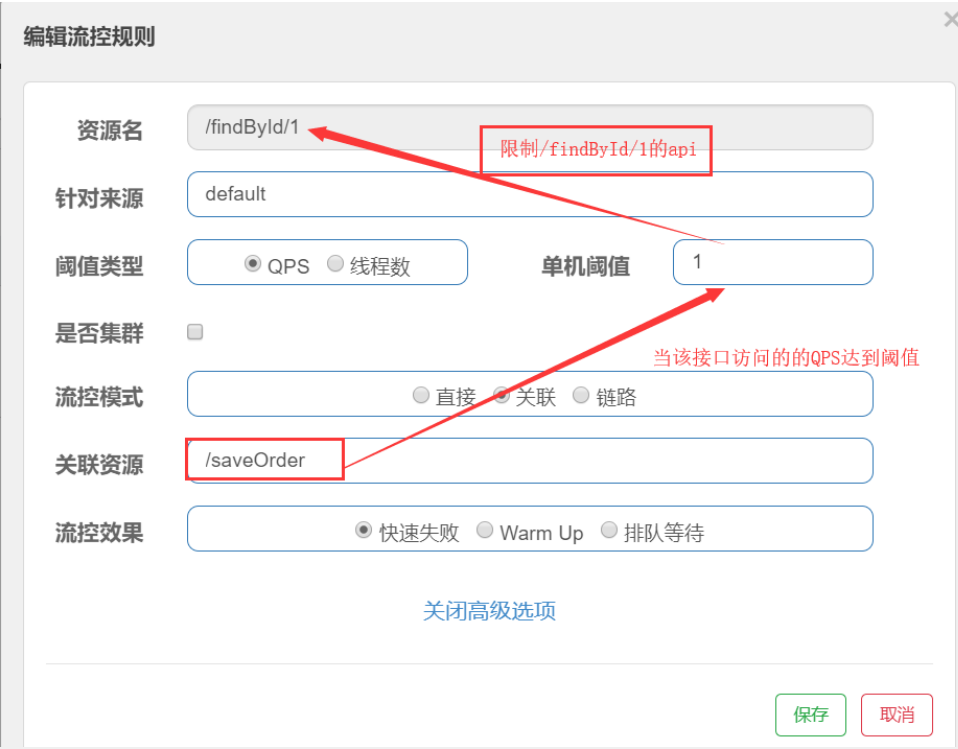 编辑流控规则
×
资源名
/findById/1
限制/findById/1的api
针对来源
default
阈值类型
QPS 线程数
单机阈值
1
是否集群
当该接口访问的的QPS达到阈值
流控模式
直接 关联 链路
关联资源
/saveOrder
流控效果
快速失败 Warm Up 排队等待
关闭高级选项
保存
取消